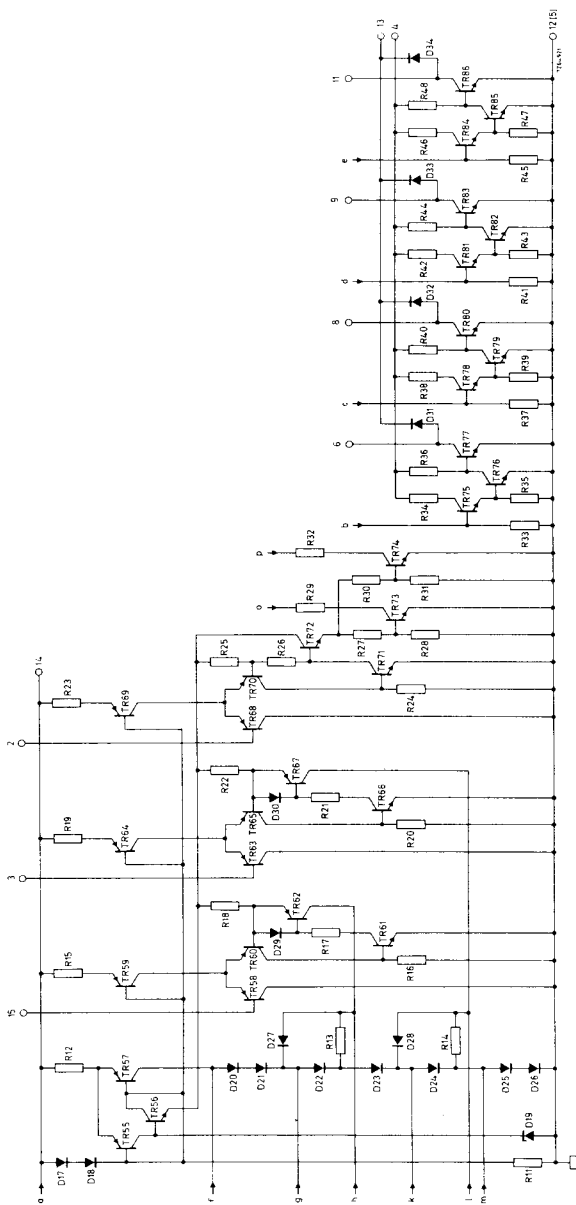 14
13
4
12 [5]
11
9
8
6
2
3
15
a
b
c
d
e
f
g
h
k
l
m
o
p
D17
D18
R12
TR55
TR57
TR56
D20
D21
D27
D22
R13
D23
D28
D24
R14
D25
D26
D19
R11
R15
TR59
TR58
TR60
R18
D29
TR62
R17
TR61
R16
R19
TR64
TR63
TR65
R22
D30
TR67
R21
TR66
R20
R23
TR69
TR68
TR70
R25
R26
TR72
TR71
R24
R29
R27
TR73
R28
R32
R30
TR74
R31
R33
R34
TR75
R36
TR77
TR76
R35
D31
R37
R38
TR78
R40
TR80
TR79
R39
D32
R41
R42
TR81
R44
TR83
TR82
R43
D33
R45
R46
TR84
R48
TR86
TR85
R47
D34